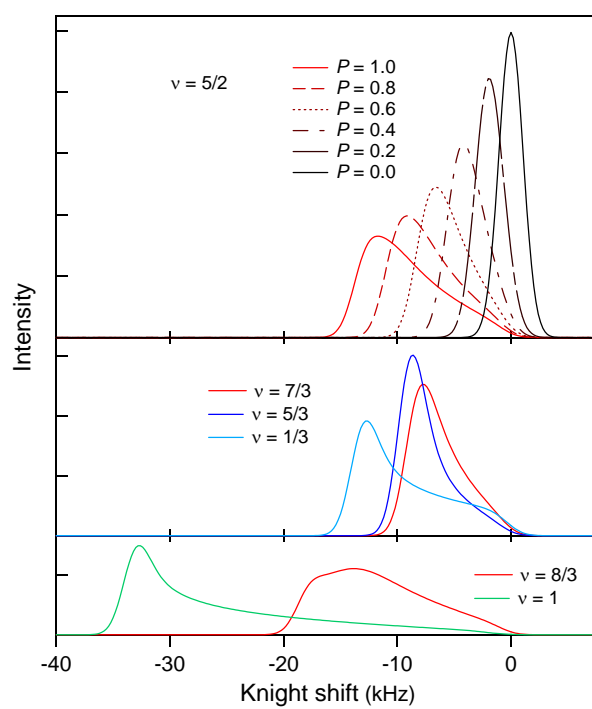 ν = 5/2
P = 1.0
P = 0.8
P = 0.6
P = 0.4
P = 0.2
P = 0.0
Intensity
ν = 7/3
ν = 5/3
ν = 1/3
ν = 8/3
ν = 1
-40 -30 -20 -10 0
Knight shift (kHz)